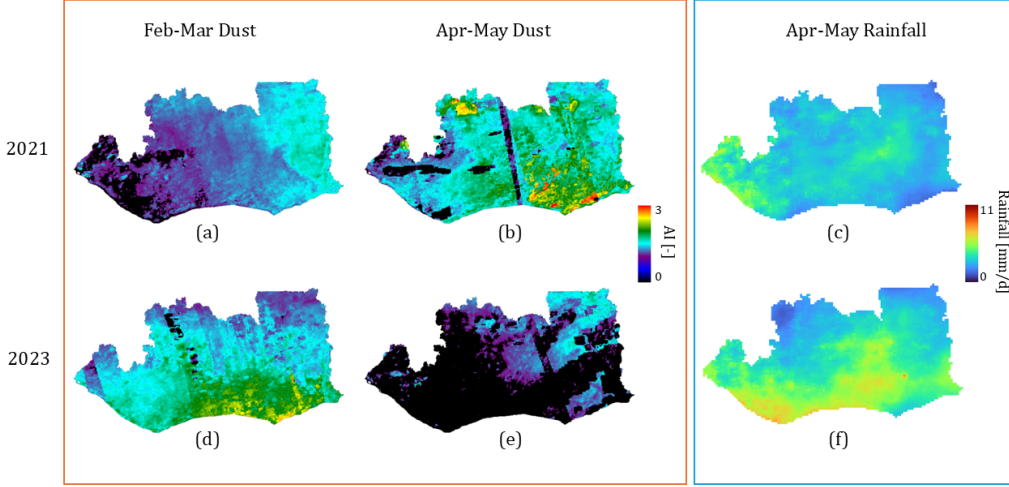 Feb-Mar Dust
Apr-May Dust
Apr-May Rainfall
2021
(a)
(b)
(c)
3
AI [-]
0
11
Rainfall [mm/d]
0
2023
(d)
(e)
(f)